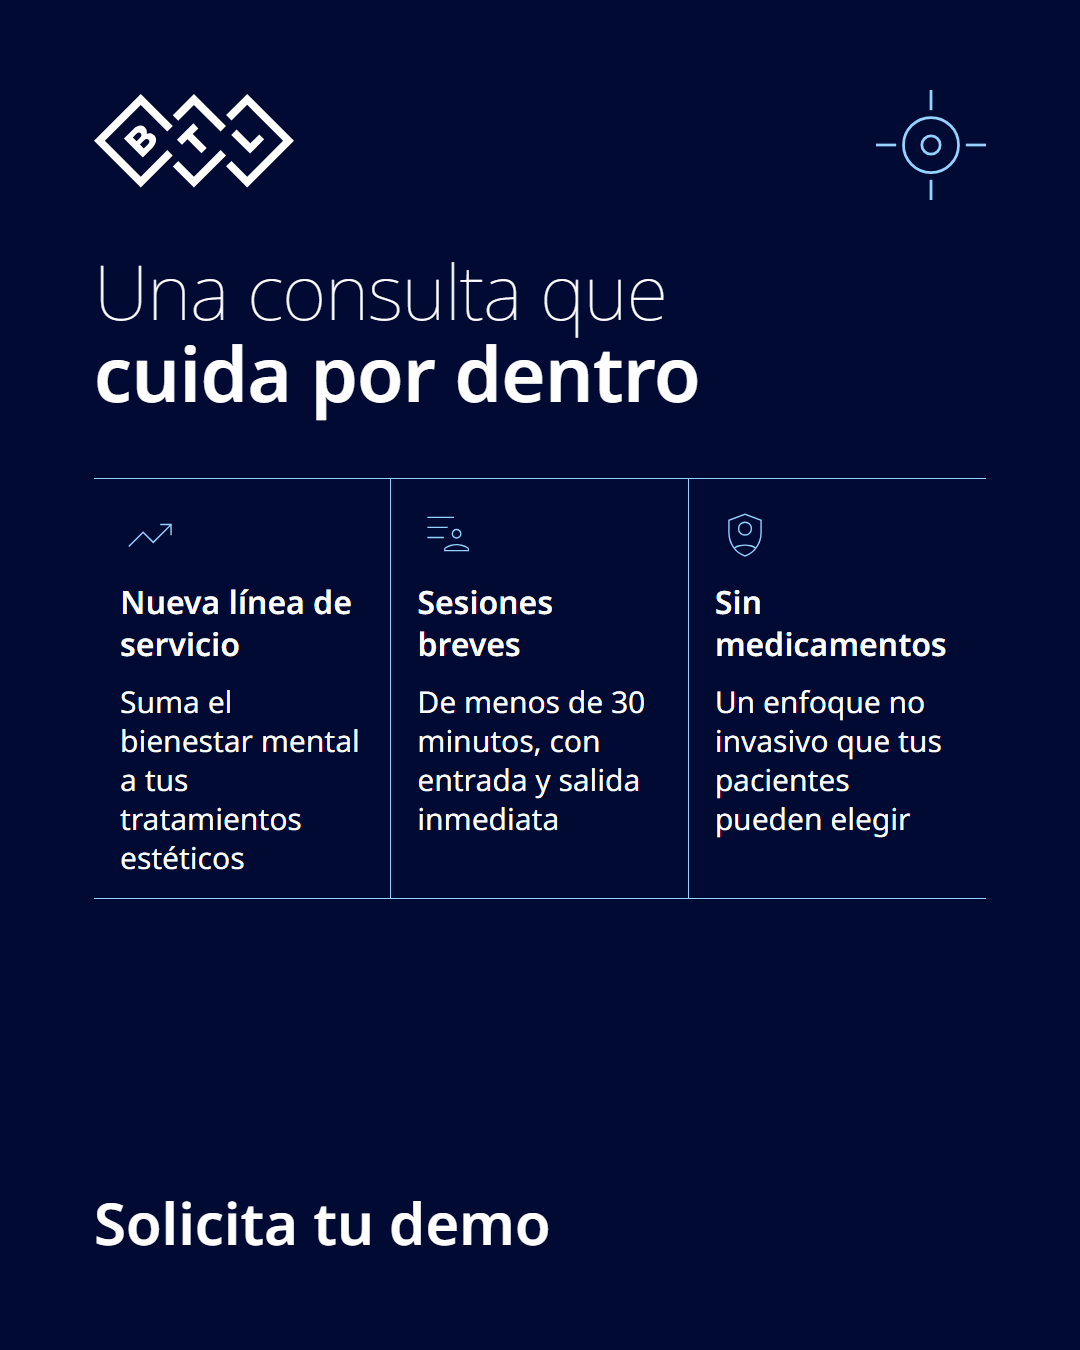 BTL
Una consulta que
cuida por dentro
Nueva línea de
servicio
Suma el
bienestar mental
a tus
tratamientos
estéticos
Sesiones
breves
De menos de 30
minutos, con
entrada y salida
inmediata
Sin
medicamentos
Un enfoque no
invasivo que tus
pacientes
pueden elegir
Solicita tu demo